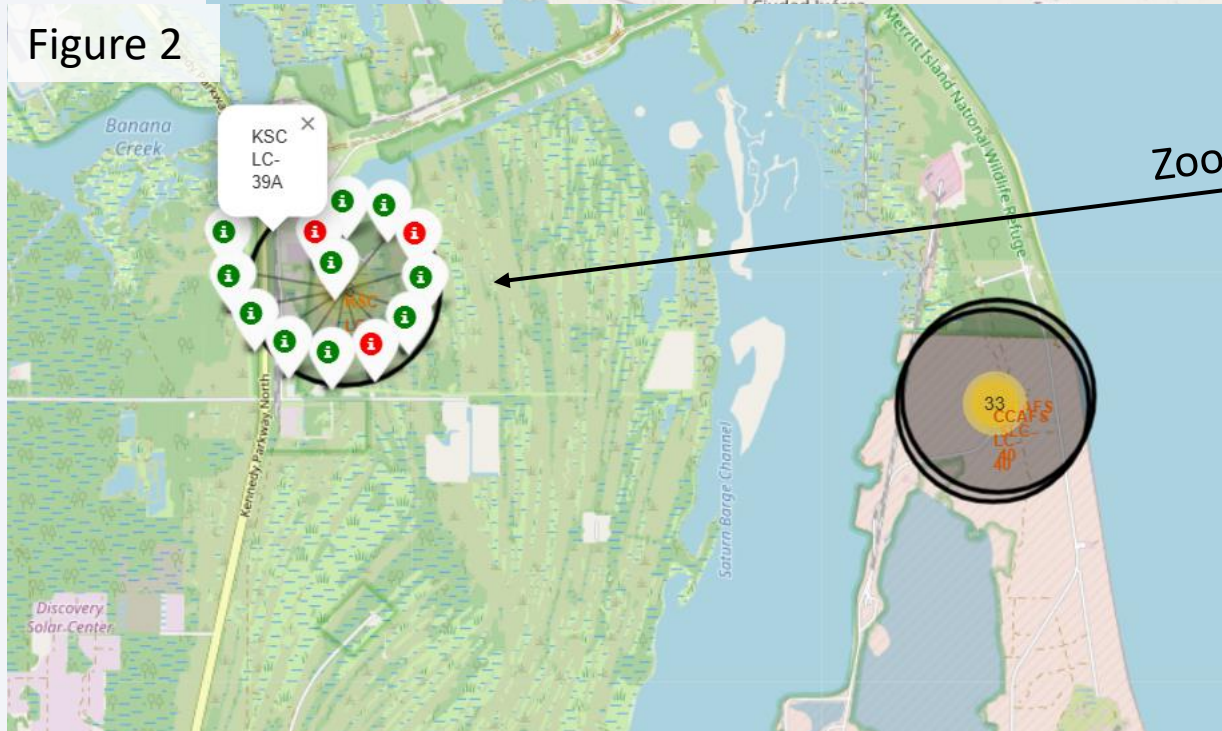 Figure 2
Banana
Creek
KSC
LC-
39A
Merritt Island National Wildlife Refuge
Zoo
33
CCAFS
LC-
40
40
Kennedy Parkway North
Saturn Barge Channel
Discovery
Solar Center